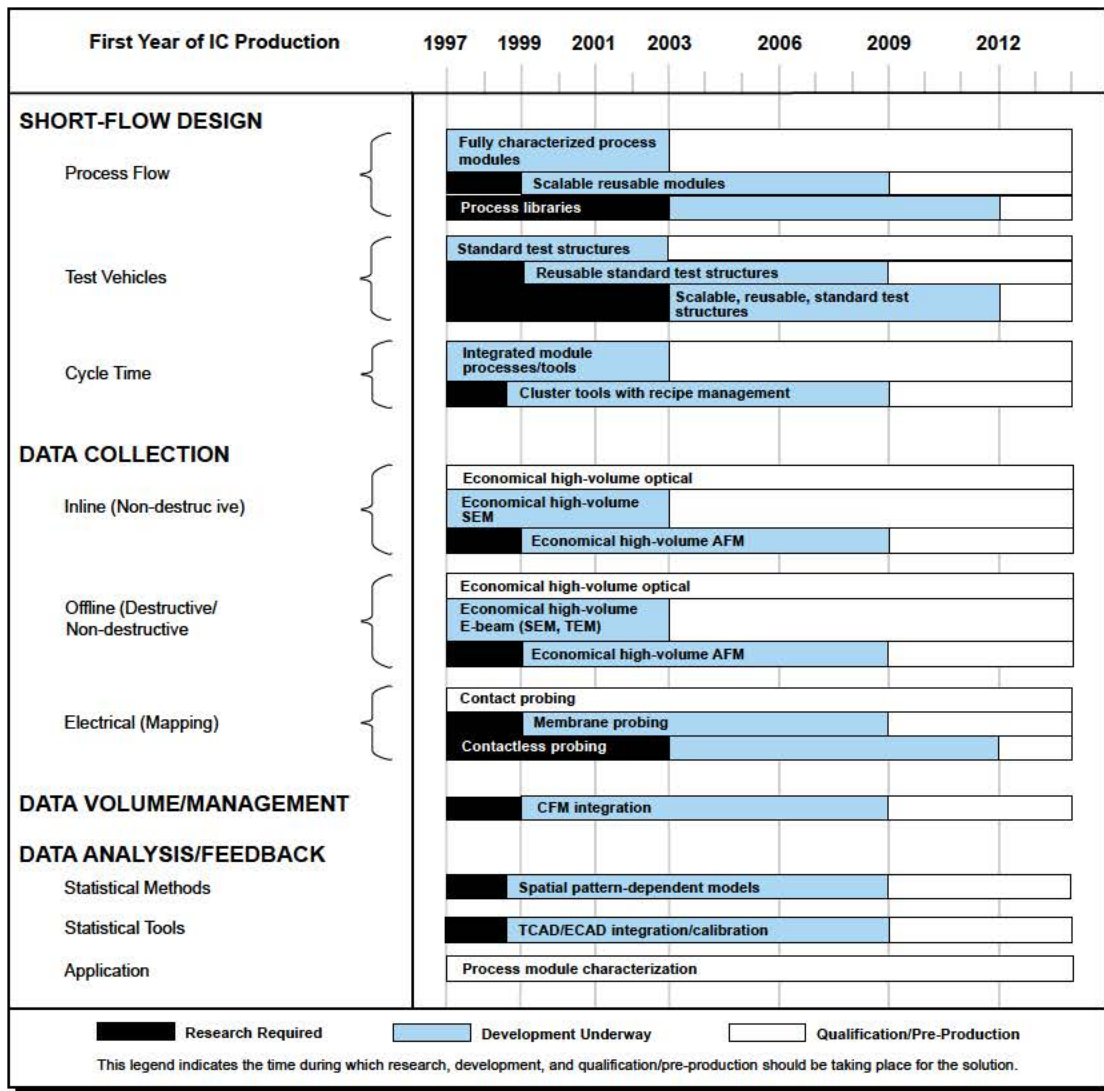 First Year of IC Production 1997 1999 2001 2003 2006 2009 2012
SHORT-FLOW DESIGN
Process Flow
Fully characterized process
modules
Scalable reusable modules
Process libraries
Test Vehicles
Standard test structures
Reusable standard test structures
Scalable, reusable, standard test
structures
Cycle Time
Integrated module
processes/tools
Cluster tools with recipe management
DATA COLLECTION
Inline (Non-destruc ive)
Economical high-volume optical
Economical high-volume
SEM
Economical high-volume AFM
Offline (Destructive/
Non-destructive
Economical high-volume optical
Economical high-volume
E-beam (SEM, TEM)
Economical high-volume AFM
Electrical (Mapping)
Contact probing
Membrane probing
Contactless probing
DATA VOLUME/MANAGEMENT
CFM integration
DATA ANALYSIS/FEEDBACK
Statistical Methods
Spatial pattern-dependent models
Statistical Tools
TCAD/ECAD integration/calibration
Application
Process module characterization
Research Required Development Underway Qualification/Pre-Production
This legend indicates the time during which research, development, and qualification/pre-production should be taking place for the solution.